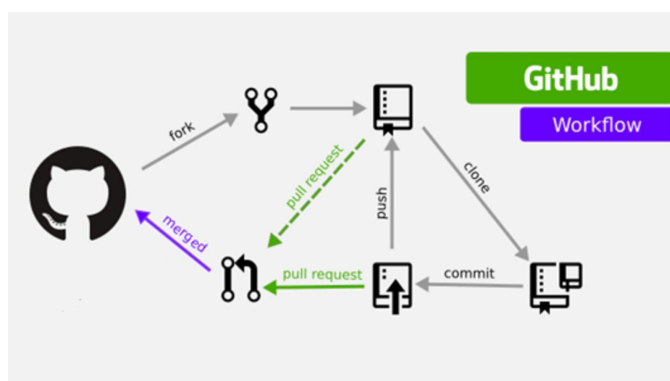 GitHub
Workflow
fork
pull request
clone
push
merged
pull request
commit